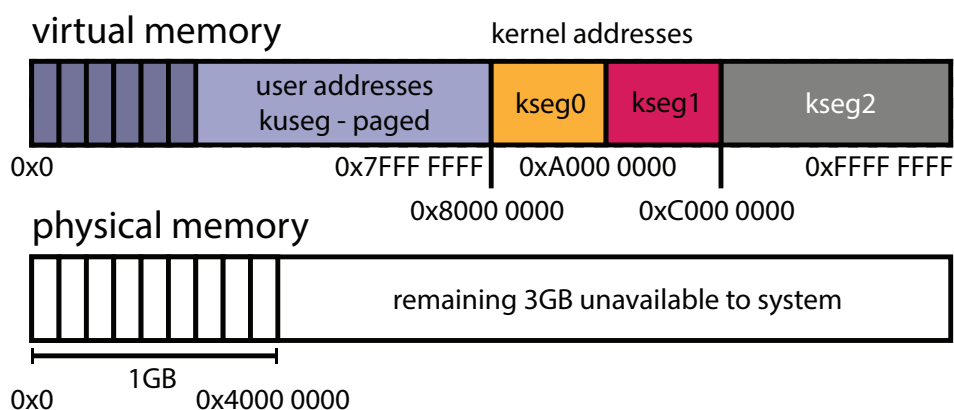 virtual memory
kernel addresses
user addresses
kuseg - paged
kseg0
kseg1
kseg2
0x0
0x7FFF FFFF
0xA000 0000
0xFFFF FFFF
0x8000 0000
0xC000 0000
physical memory
remaining 3GB unavailable to system
1GB
0x0
0x4000 0000